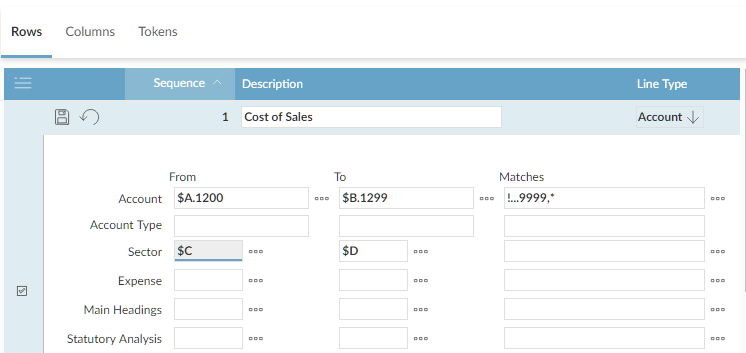 Rows Columns Tokens
Sequence Description Line Type
1 Cost of Sales Account
From To Matches
Account $A.1200 $B.1299 !...9999,*
Account Type
Sector $C $D
Expense
Main Headings
Statutory Analysis